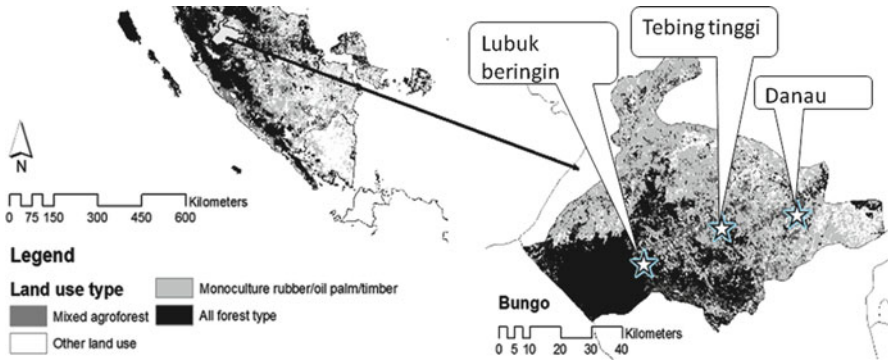 Lubuk
beringin
Tebing tinggi
Danau
N
Kilometers
0 75 150 300 450 600
Legend
Land use type
Monoculture rubber/oil palm/timber
Mixed agroforest
All forest type
Other land use
Bungo
Kilometers
0 5 10 20 30 40